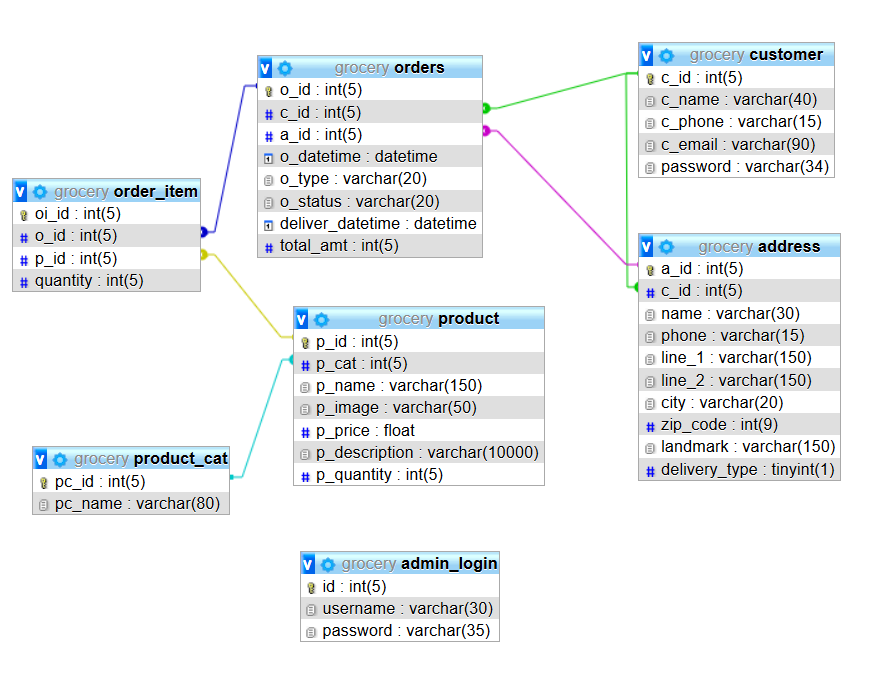 grocery orders
o_id : int(5)
c_id : int(5)
a_id : int(5)
o_datetime : datetime
o_type : varchar(20)
o_status : varchar(20)
deliver_datetime : datetime
total_amt : int(5)
grocery customer
c_id : int(5)
c_name : varchar(40)
c_phone : varchar(15)
c_email : varchar(90)
password : varchar(34)
grocery order_item
oi_id : int(5)
o_id : int(5)
p_id : int(5)
quantity : int(5)
grocery address
a_id : int(5)
c_id : int(5)
name : varchar(30)
phone : varchar(15)
line_1 : varchar(150)
line_2 : varchar(150)
city : varchar(20)
zip_code : int(9)
landmark : varchar(150)
delivery_type : tinyint(1)
grocery product
p_id : int(5)
p_cat : int(5)
p_name : varchar(150)
p_image : varchar(50)
p_price : float
p_description : varchar(10000)
p_quantity : int(5)
grocery product_cat
pc_id : int(5)
pc_name : varchar(80)
grocery admin_login
id : int(5)
username : varchar(30)
password : varchar(35)